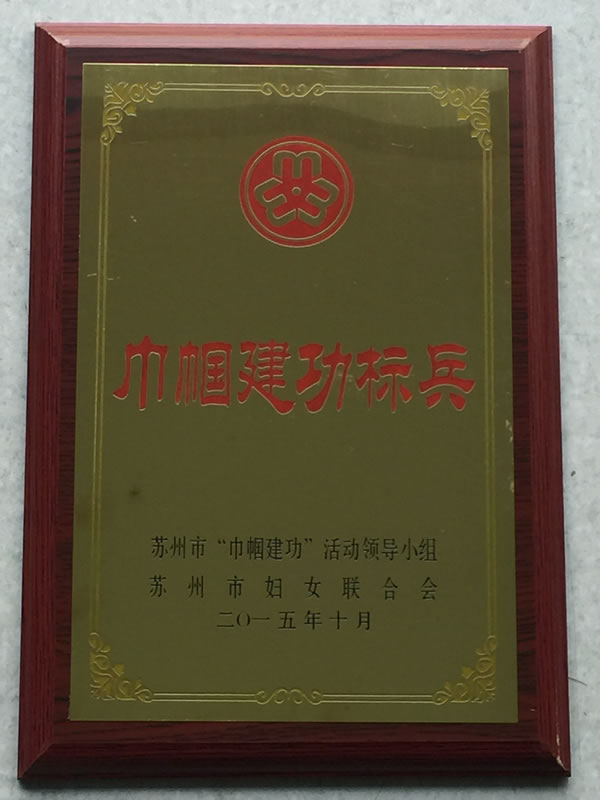 巾帼建功标兵
苏州市“巾帼建功”活动领导小组
苏州市妇女联合会
二〇一五年十月